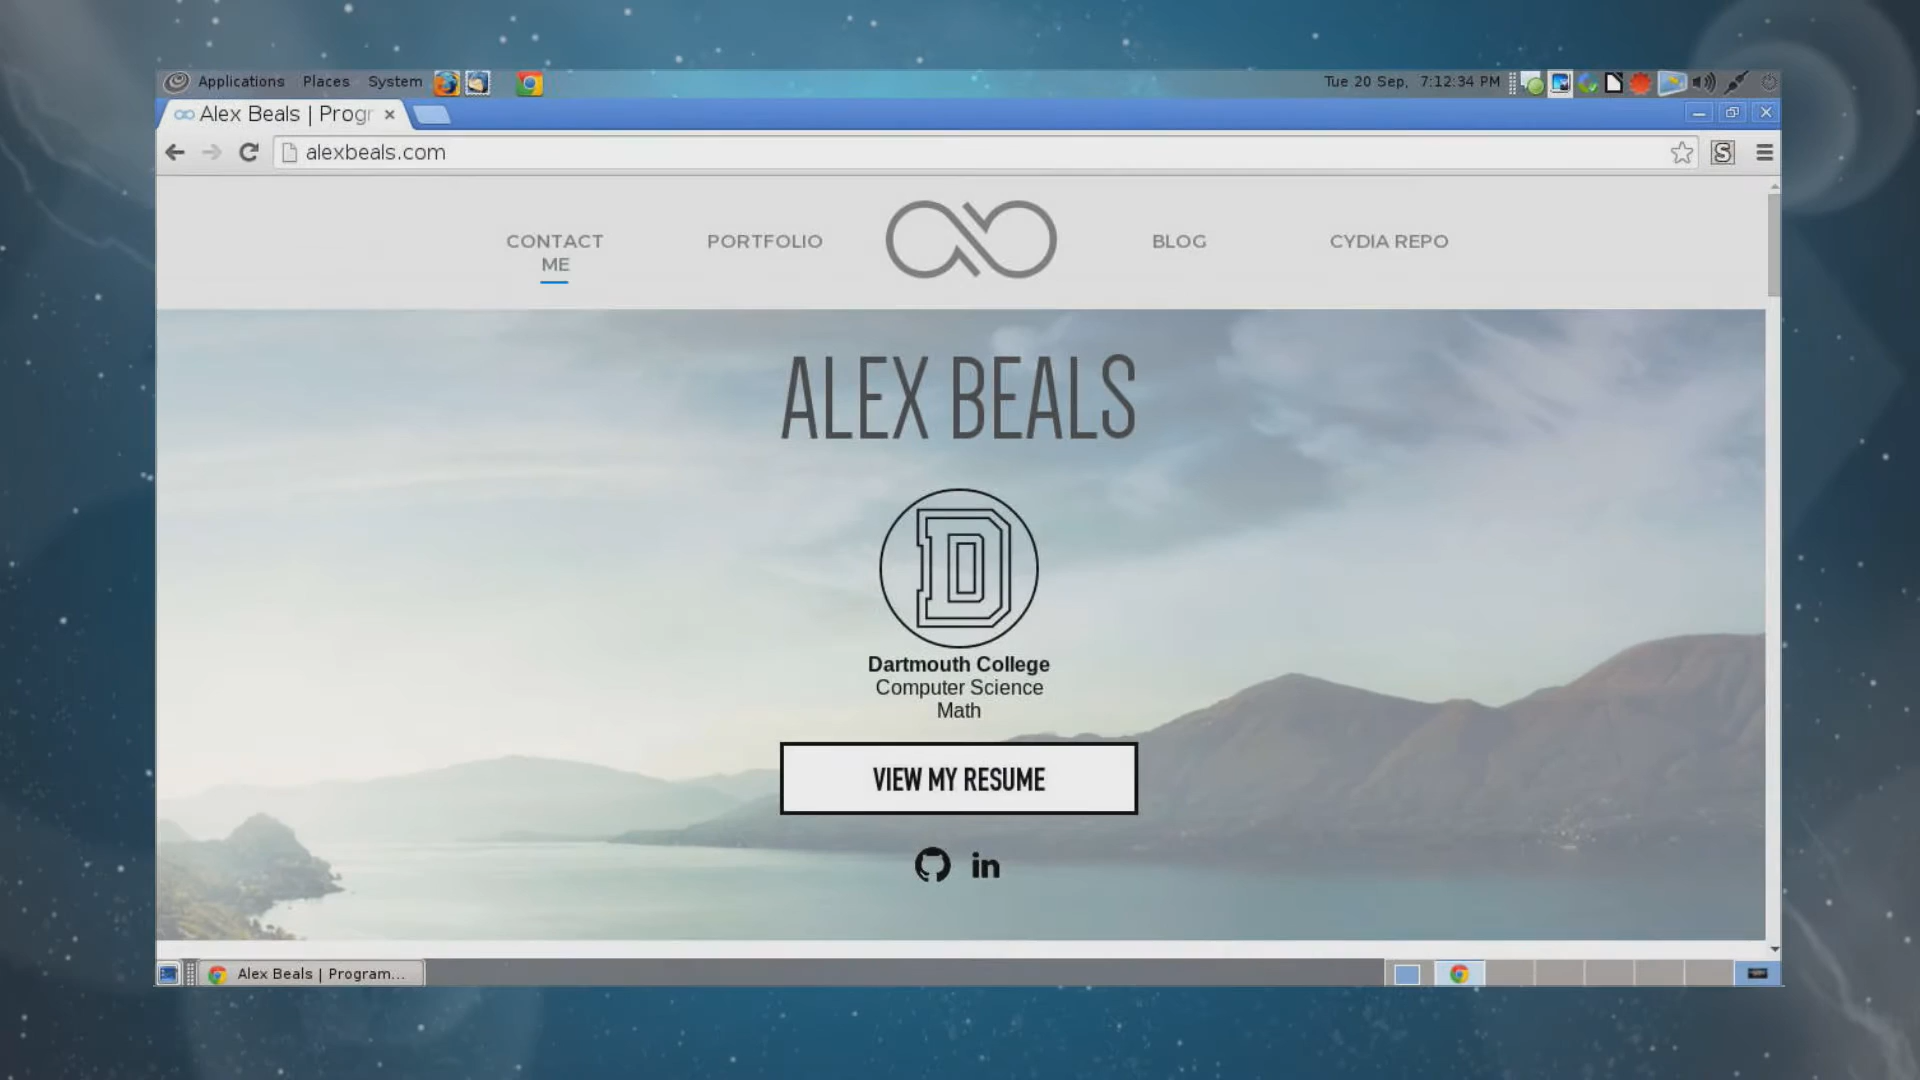 Applications Places System
Tue 20 Sep, 7:12:34 PM
Alex Beals | Progr
alexbeals.com
CONTACT
ME
PORTFOLIO
BLOG
CYDIA REPO
ALEX BEALS
D
Dartmouth College
Computer Science
Math
VIEW MY RESUME
in
Alex Beals | Program...